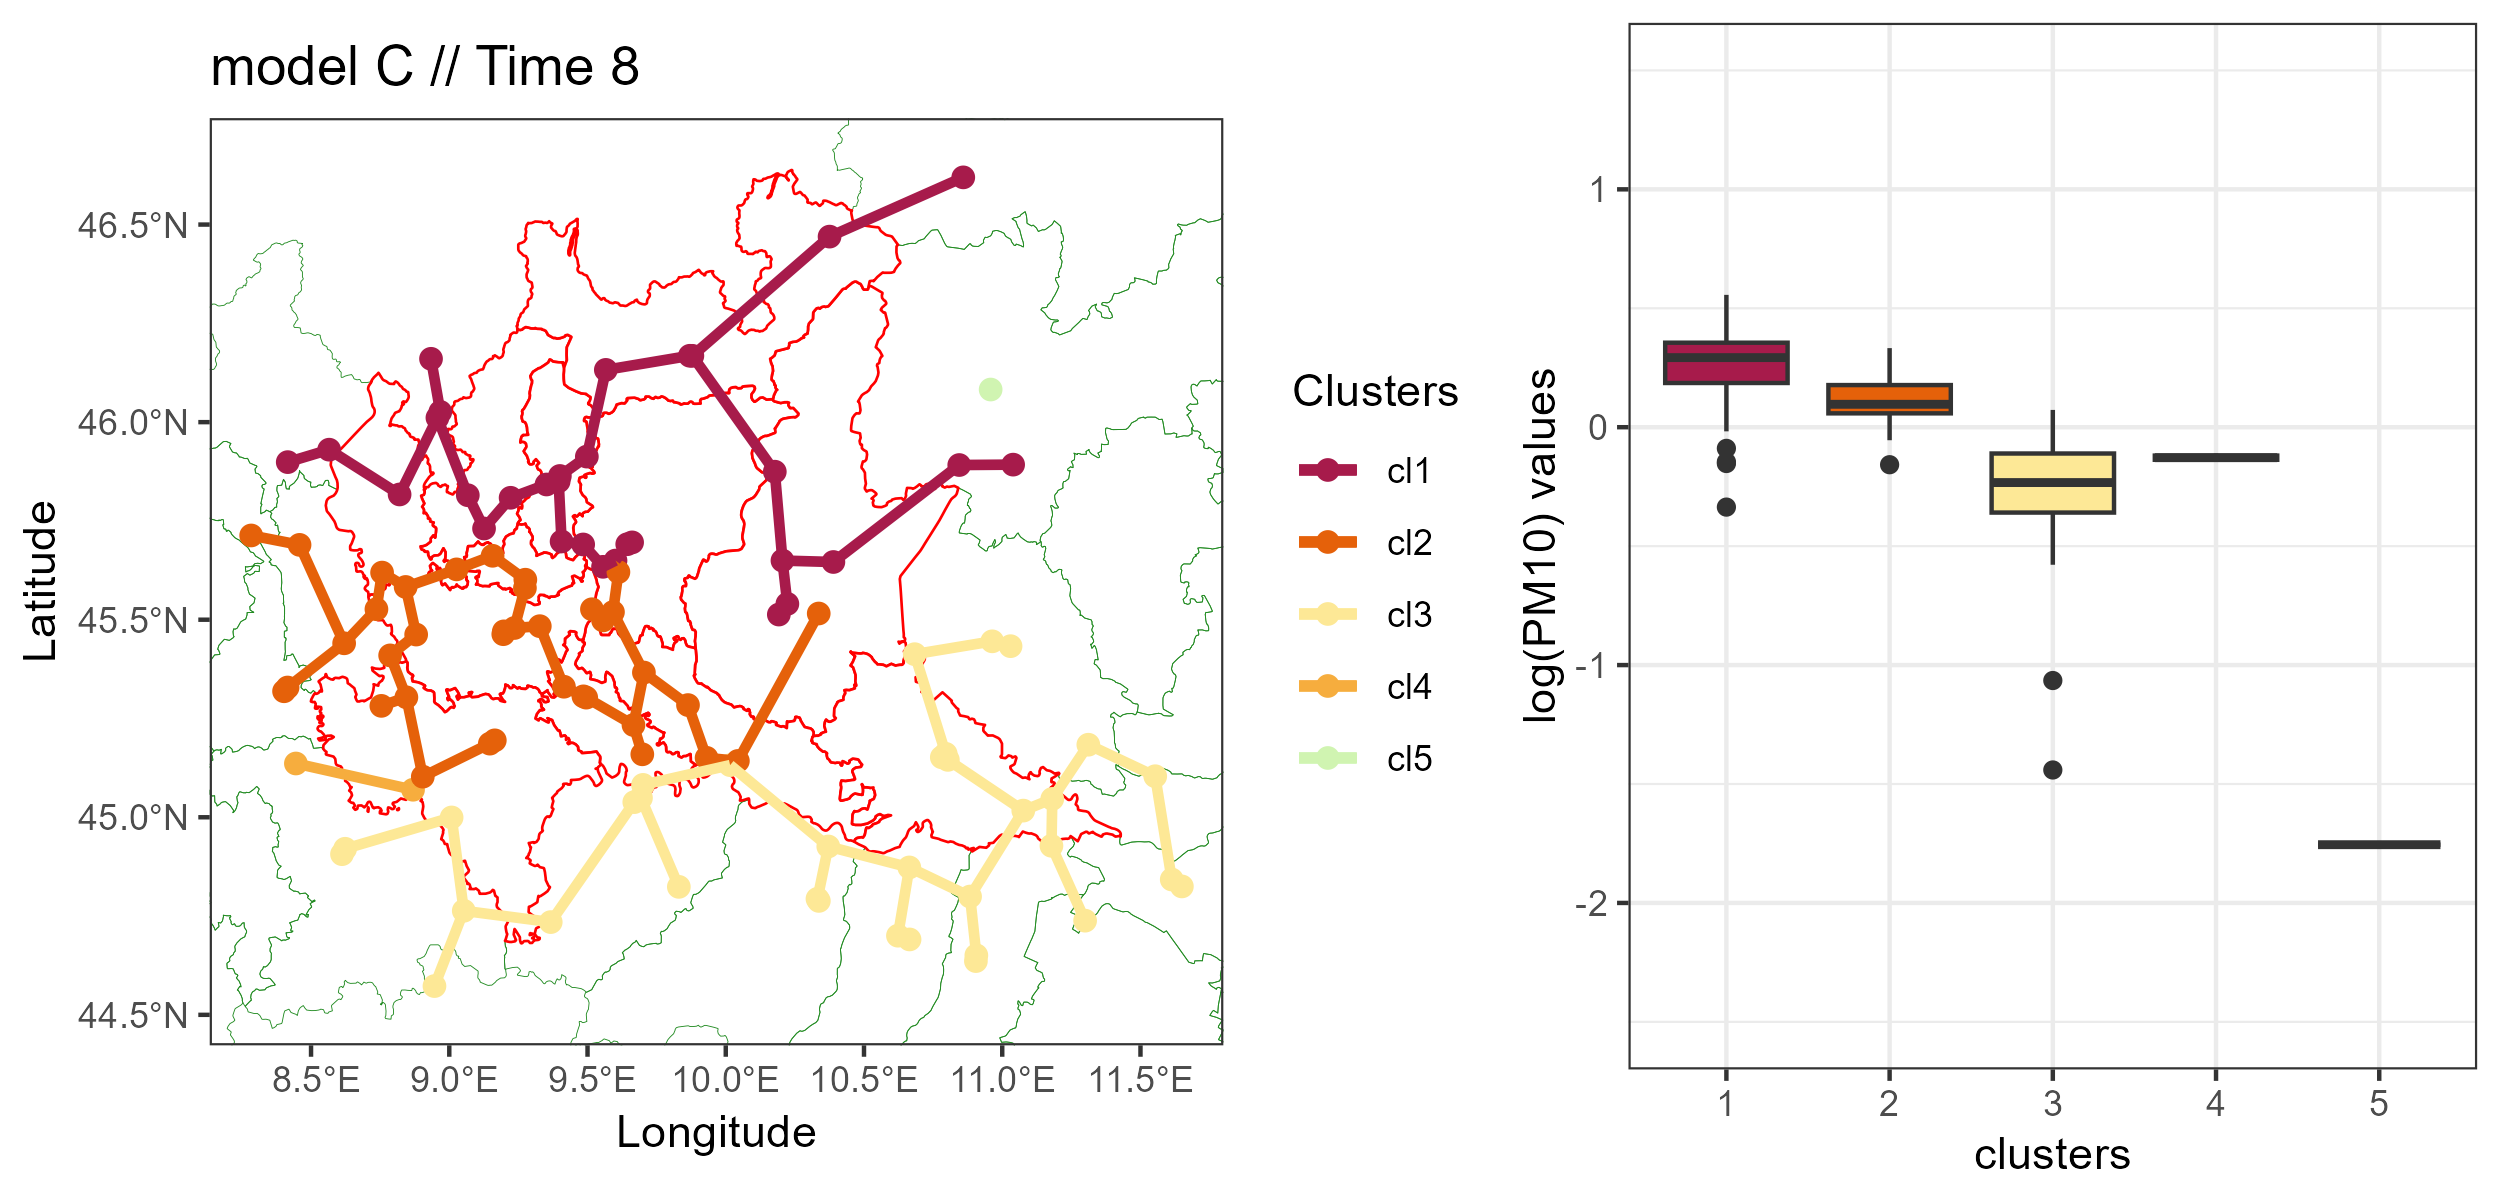 model C // Time 8
Latitude
46.5°N
46.0°N
45.5°N
45.0°N
44.5°N
8.5°E 9.0°E 9.5°E 10.0°E 10.5°E 11.0°E 11.5°E
Longitude
Clusters
cl1
cl2
cl3
cl4
cl5
log(PM10) values
1
0
-1
-2
1 2 3 4 5
clusters